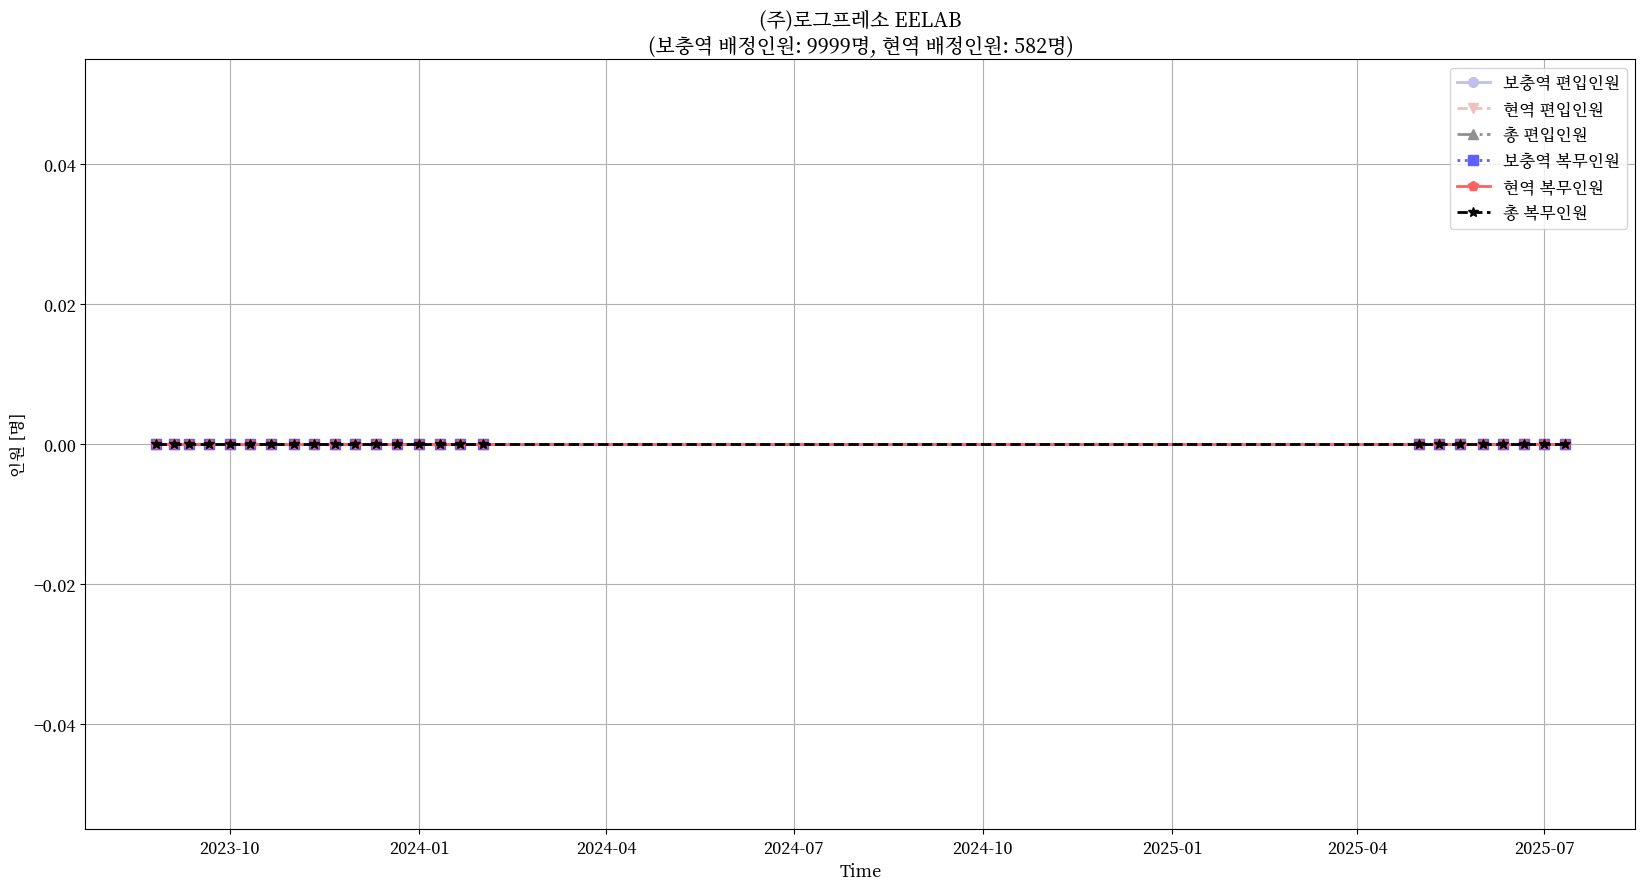 (주)로그프레소 EELAB
(보충역 배정인원: 9999명, 현역 배정인원: 582명)
보충역 편입인원
현역 편입인원
총 편입인원
보충역 복무인원
현역 복무인원
총 복무인원
인원 [명]
0.04
0.02
0.00
−0.02
−0.04
2023-10
2024-01
2024-04
2024-07
2024-10
2025-01
2025-04
2025-07
Time